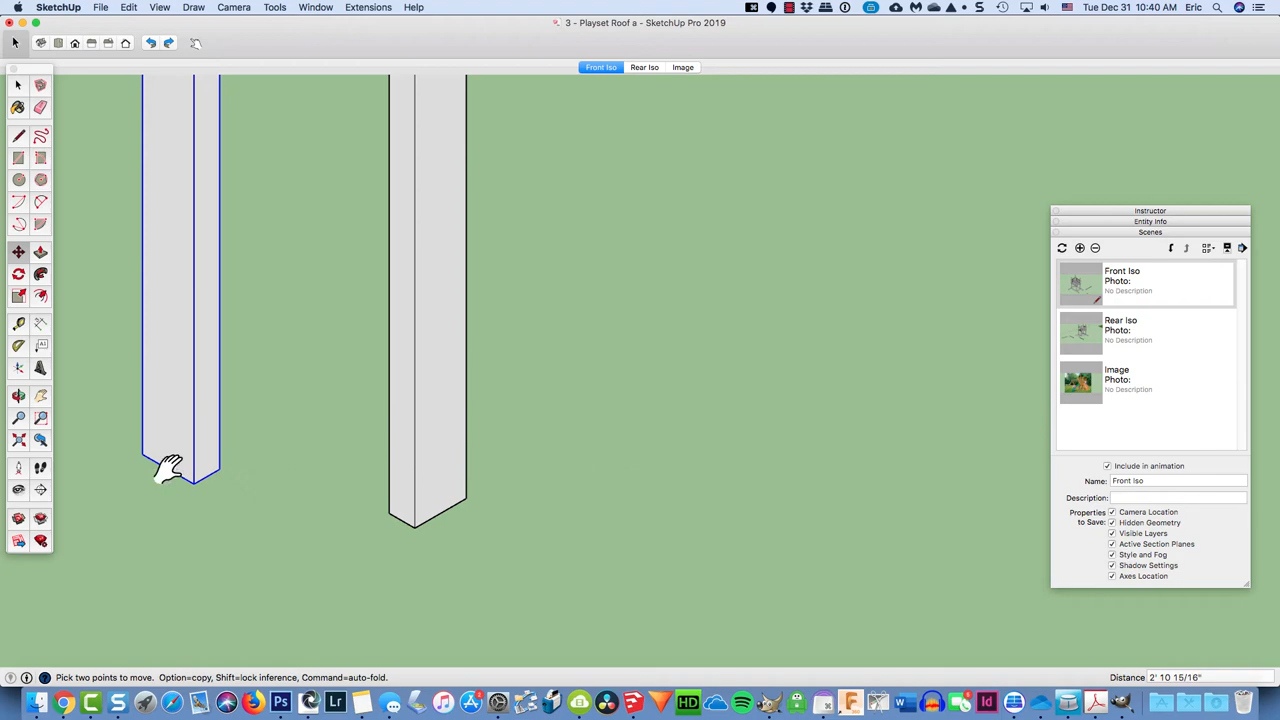 SketchUp File Edit View Draw Camera Tools Window Extensions Help
Tue Dec 31 10:40 AM Eric
3 - Playset Roof a - SketchUp Pro 2019
Front Iso Rear Iso Image
Instructor
Entity Info
Scenes
Front Iso
Photo:
No Description
Rear Iso
Photo:
No Description
Image
Photo:
No Description
Include in animation
Name: Front Iso
Description:
Properties to Save:
Camera Location
Hidden Geometry
Visible Layers
Active Section Planes
Style and Fog
Shadow Settings
Axes Location
Pick two points to move. Option=copy, Shift=lock inference, Command=auto-fold.
Distance 2' 10 15/16"